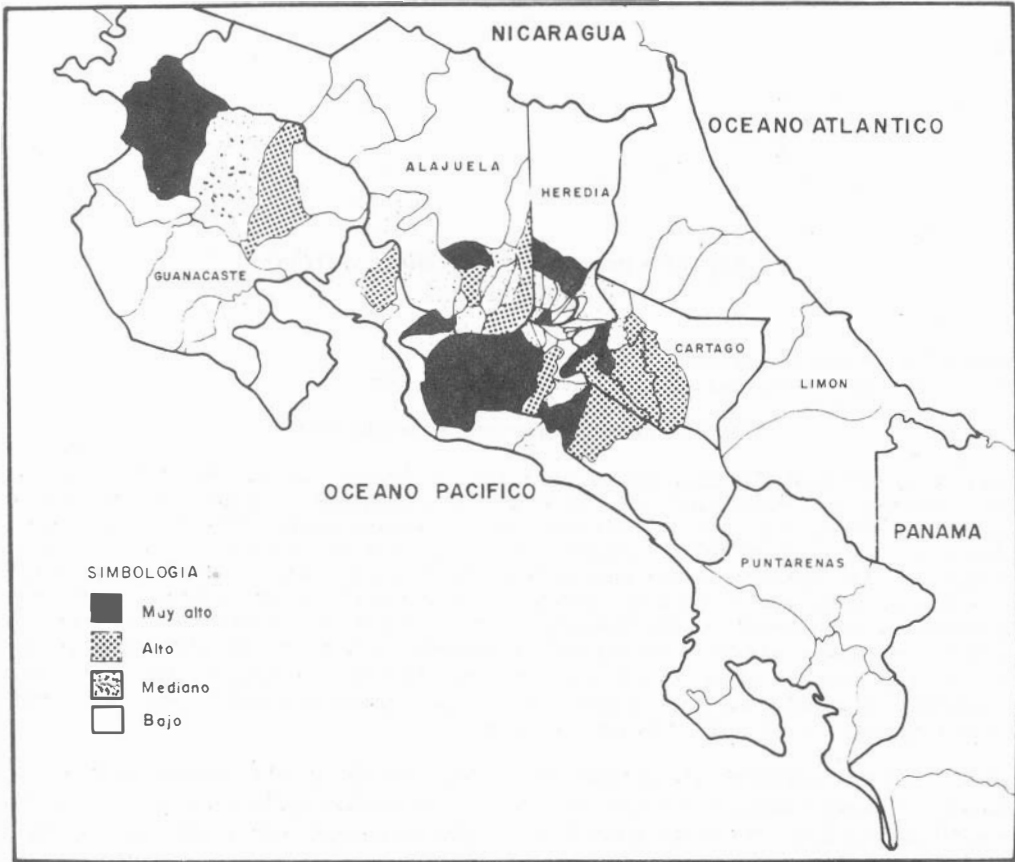 NICARAGUA
OCEANO ATLANTICO
ALAJUELA
HEREDIA
GUANACASTE
CARTAGO
LIMON
OCEANO PACIFICO
PANAMA
PUNTARENAS
SIMBOLOGIA
Muy alto
Alto
Mediano
Bajo